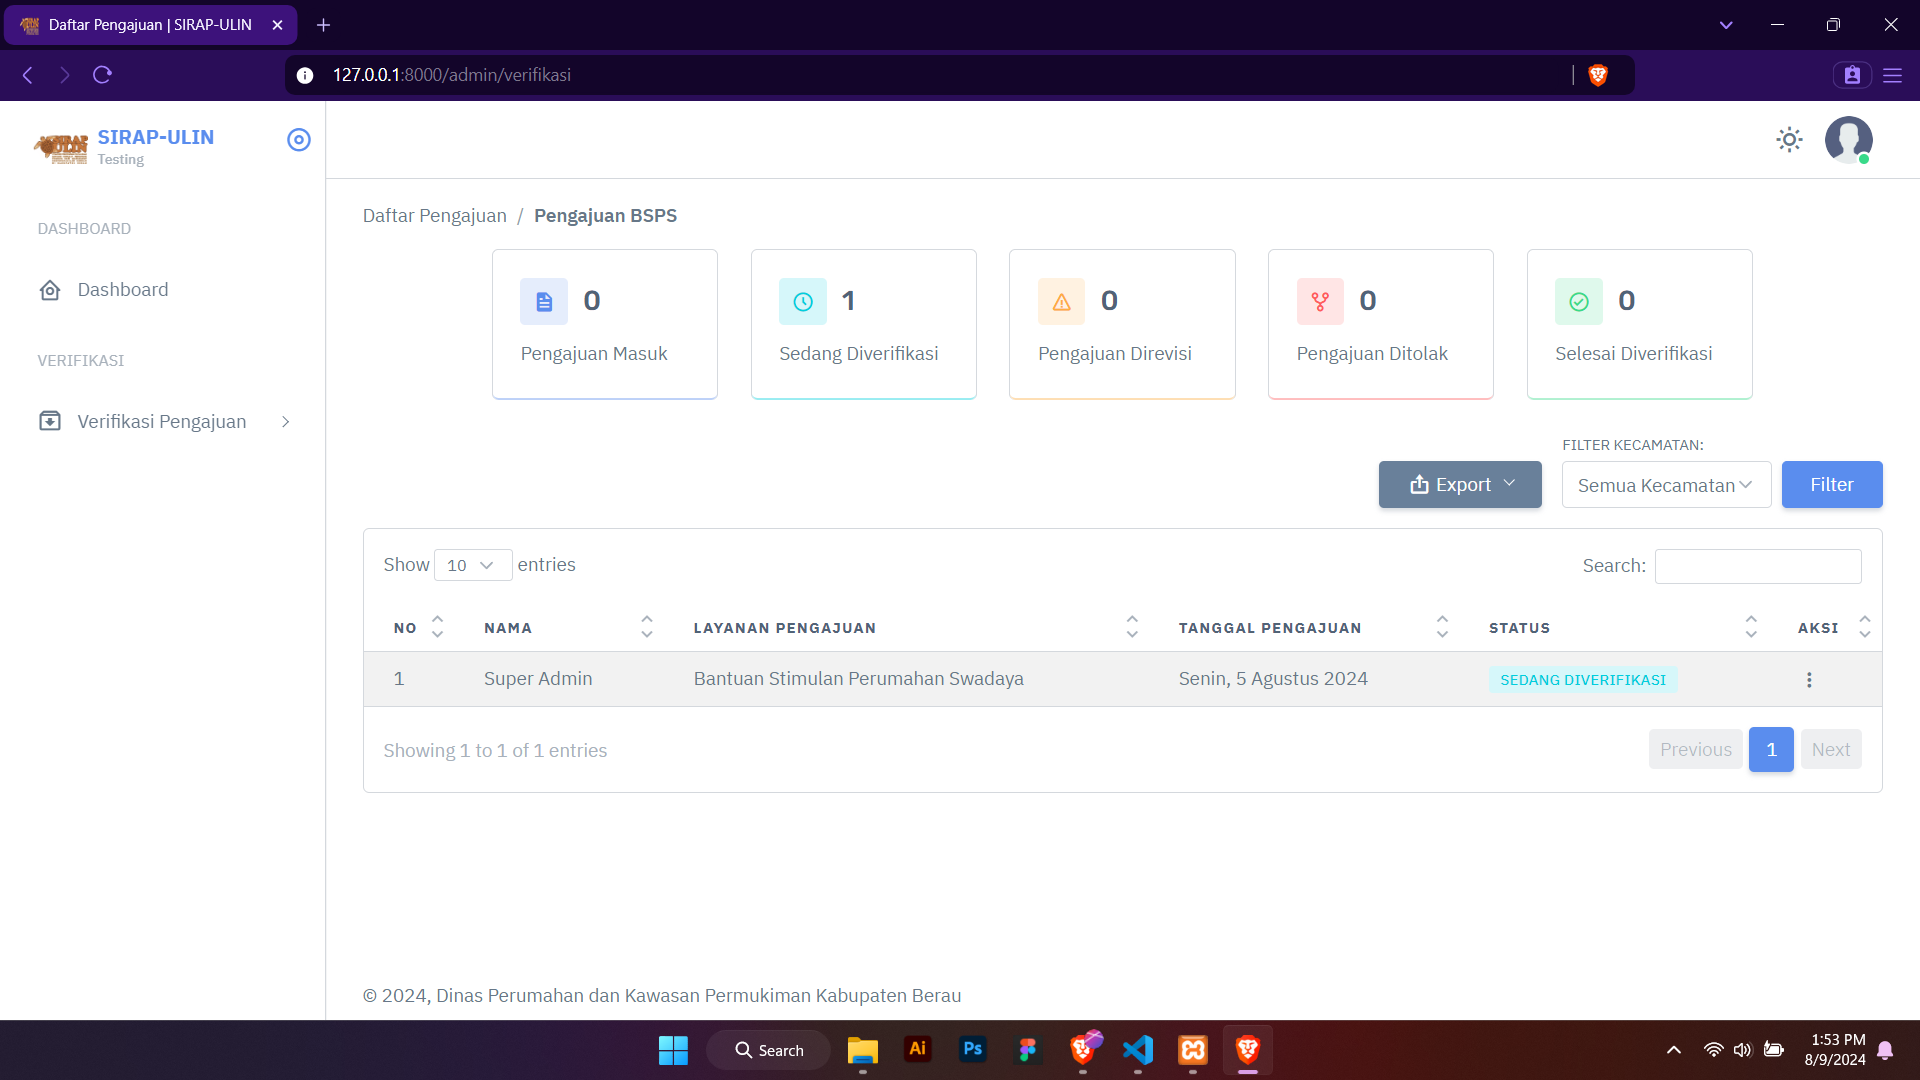 Daftar Pengajuan | SIRAP-ULIN
127.0.0.1:8000/admin/verifikasi
SIRAP-ULIN
Testing
DASHBOARD
Dashboard
VERIFIKASI
Verifikasi Pengajuan
Daftar Pengajuan / Pengajuan BSPS
0
Pengajuan Masuk
1
Sedang Diverifikasi
0
Pengajuan Direvisi
0
Pengajuan Ditolak
0
Selesai Diverifikasi
FILTER KECAMATAN:
Export Semua Kecamatan Filter
Show 10 entries Search:
NO NAMA LAYANAN PENGAJUAN TANGGAL PENGAJUAN STATUS AKSI
1 Super Admin Bantuan Stimulan Perumahan Swadaya Senin, 5 Agustus 2024 SEDANG DIVERIFIKASI
Showing 1 to 1 of 1 entries Previous 1 Next
© 2024, Dinas Perumahan dan Kawasan Permukiman Kabupaten Berau
Search Ai Ps
1:53 PM
8/9/2024